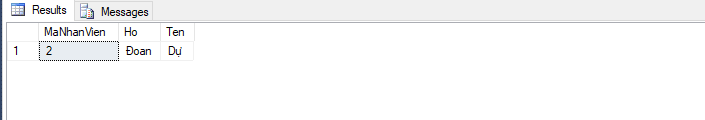 Results Messages
MaNhanVien Ho Ten
1 2 Đoan Dự